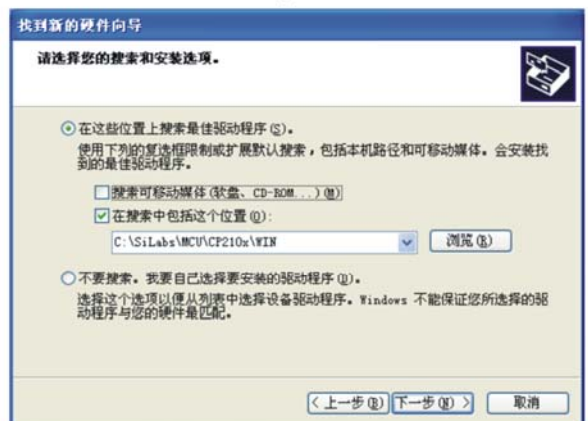 找到新的硬件向导
请选择您的搜索和安装选项。
在这些位置上搜索最佳驱动程序(S)。
使用下列的复选框限制或扩展默认搜索，包括本机路径和可移动媒体。会安装找
到的最佳驱动程序。
搜索可移动媒体(软盘、CD-ROM...)(M)
在搜索中包括这个位置(O):
C:\SiLabs\MCU\CP210x\WIN
浏览(R)
不要搜索。我要自己选择要安装的驱动程序(D)。
选择这个选项以便从列表中选择设备驱动程序。Windows 不能保证您所选择的驱
动程序与您的硬件最匹配。
< 上一步(B) 下一步(N) > 取消